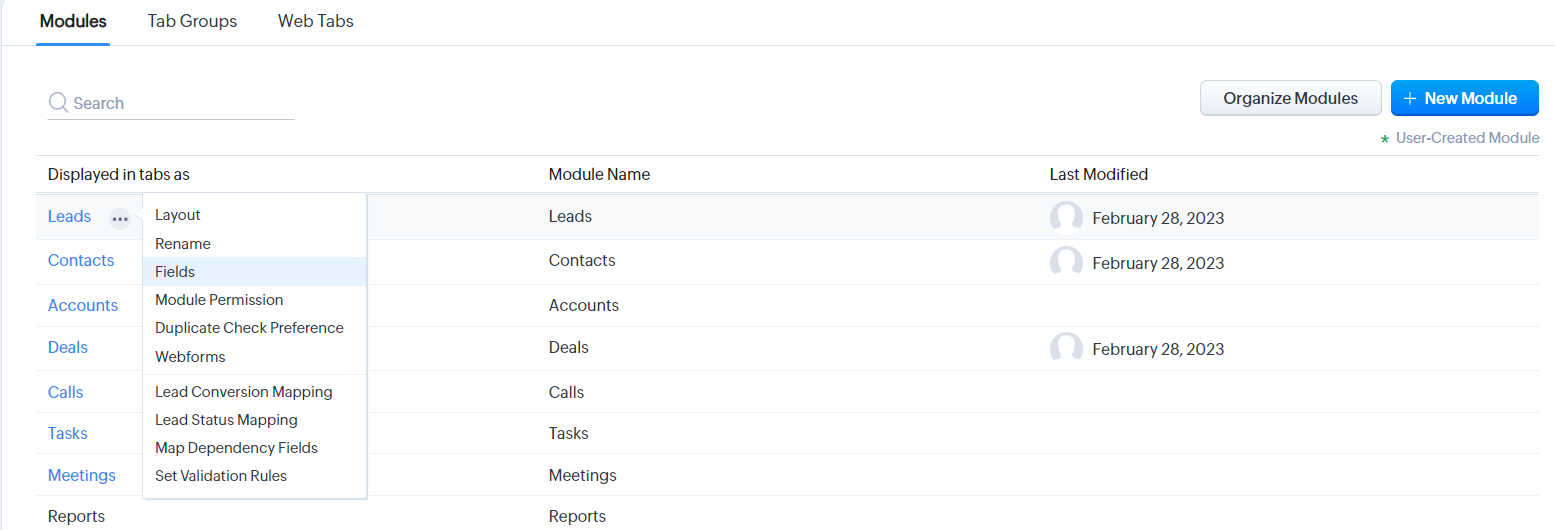 Modules Tab Groups Web Tabs
Search
Organize Modules + New Module
* User-Created Module
Displayed in tabs as Module Name Last Modified
Leads ••• Leads February 28, 2023
Layout
Rename
Contacts Contacts February 28, 2023
Fields
Module Permission
Accounts Accounts
Duplicate Check Preference
Deals Deals February 28, 2023
Webforms
Calls Calls
Lead Conversion Mapping
Lead Status Mapping
Tasks Tasks
Map Dependency Fields
Meetings Meetings
Set Validation Rules
Reports Reports